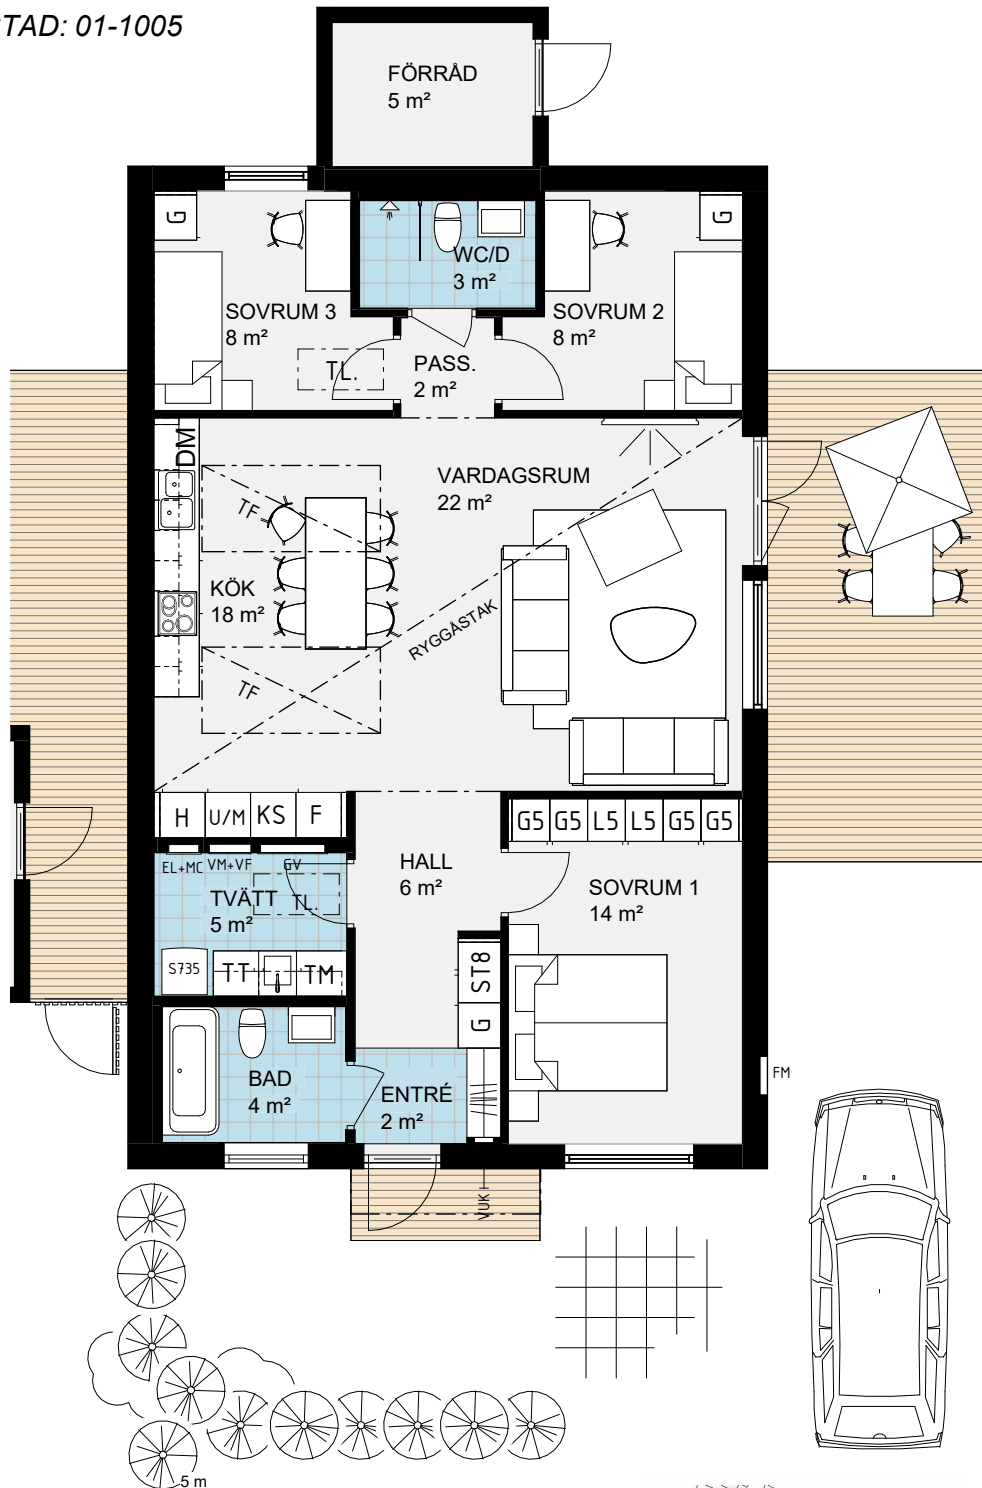 TAD: 01-1005
FÖRRÅD
5 m²
G
G
WC/D
3 m²
SOVRUM 3
8 m²
SOVRUM 2
8 m²
TL.
PASS.
2 m²
DM
VARDAGSRUM
22 m²
TF
KÖK
18 m²
RYGGÅSTAK
TF
H
U/M
KS
F
G5
G5
L5
L5
G5
G5
EL+MC
VM+VF
GV
HALL
6 m²
SOVRUM 1
14 m²
TVÄTT
5 m²
TL.
S735
TT
TM
ST8
G
BAD
4 m²
ENTRÉ
2 m²
FM
VUK
5 m